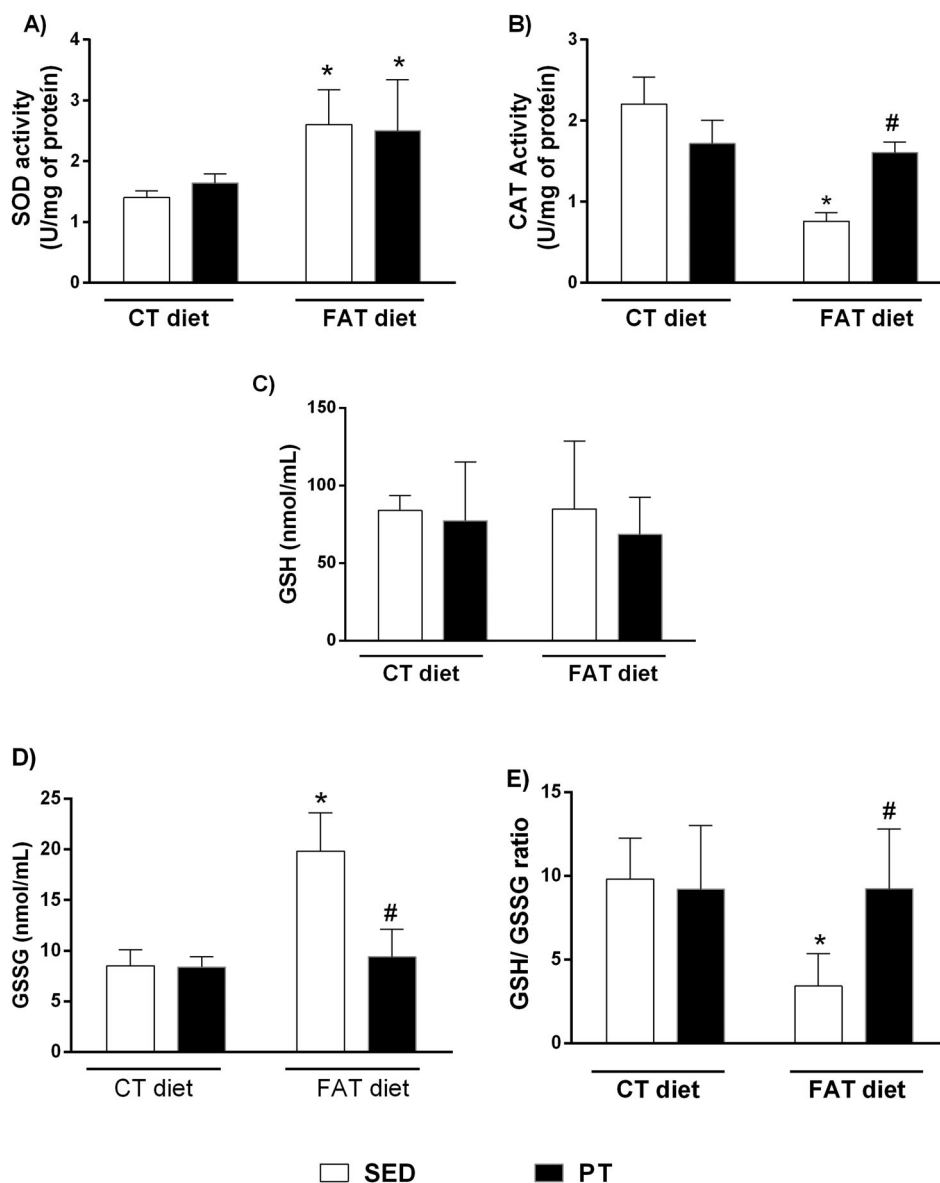 A)
SOD activity
(U/mg of proteín)
4
3
2
1
0
* *
CT diet FAT diet
B)
CAT Activity
(U/mg of proteín)
3
2
1
0
* #
CT diet FAT diet
C)
GSH (nmol/mL)
150
100
50
0
CT diet FAT diet
D)
GSSG (nmol/mL)
25
20
15
10
5
0
* #
CT diet FAT diet
E)
GSH/ GSSG ratio
15
10
5
0
* #
CT diet FAT diet
SED PT